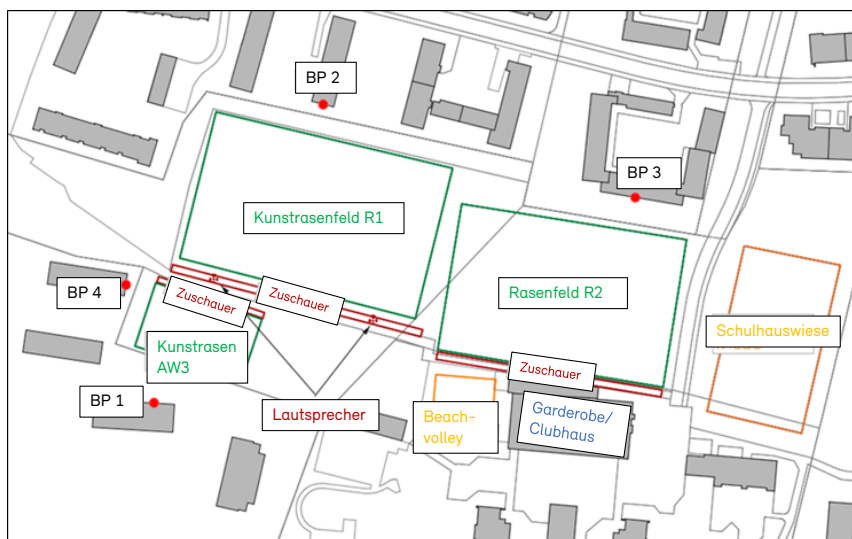 BP 2
BP 3
Kunstrasenfeld R1
BP 4
Zuschauer
Zuschauer
Rasenfeld R2
Schulhauswiese
Kunstrasen
AW3
Zuschauer
BP 1
Lautsprecher
Beach-
volley
Garderobe/
Clubhaus